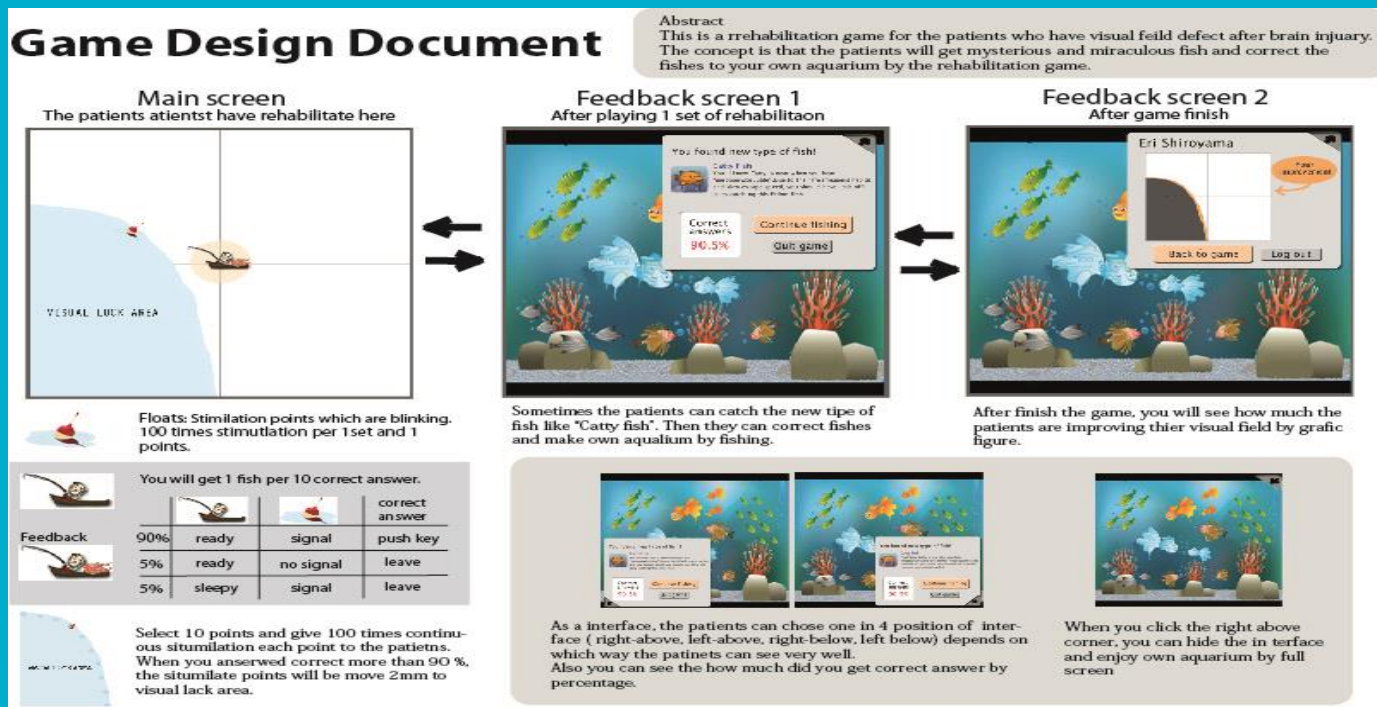 Game Design Document
Abstract
This is a rrehabilitation game for the patients who have visual feild defect after brain injuary.
The concept is that the patients will get mysterious and miraculous fish and correct the
fishes to your own aquarium by the rehabilitation game.
Main screen
The patients atientst have rehabilitate here
VISUAL LUCK AREA
Feedback screen 1
After playing 1 set of rehabilitaon
You found new type of fish!
Catty fish
Correct
answers
90.5%
Continue fishing
Quit game
Feedback screen 2
After game finish
Eri Shiroyama
Your
improvement
Back to game
Log out
Floats: Stimilation points which are blinking.
100 times stimutlation per 1set and 1
points.
You will get 1 fish per 10 correct answer.
correct
answer
Feedback
90% ready signal push key
5% ready no signal leave
5% sleepy signal leave
Select 10 points and give 100 times continu-
ous situmilation each point to the patietns.
When you anserwed correct more than 90 %,
the situmilate points will be move 2mm to
visual lack area.
Sometimes the patients can catch the new tipe of
fish like "Catty fish". Then they can correct fishes
and make own aqualium by fishing.
After finish the game, you will see how much the
patients are improving thier visual field by grafic
figure.
Continue fishing
Continue fishing
As a interface, the patients can chose one in 4 position of inter-
face ( right-above, left-above, right-below, left below) depends on
which way the patinets can see very well.
Also you can see the how much did you get correct answer by
percentage.
When you click the right above
corner, you can hide the in terface
and enjoy own aquarium by full
screen